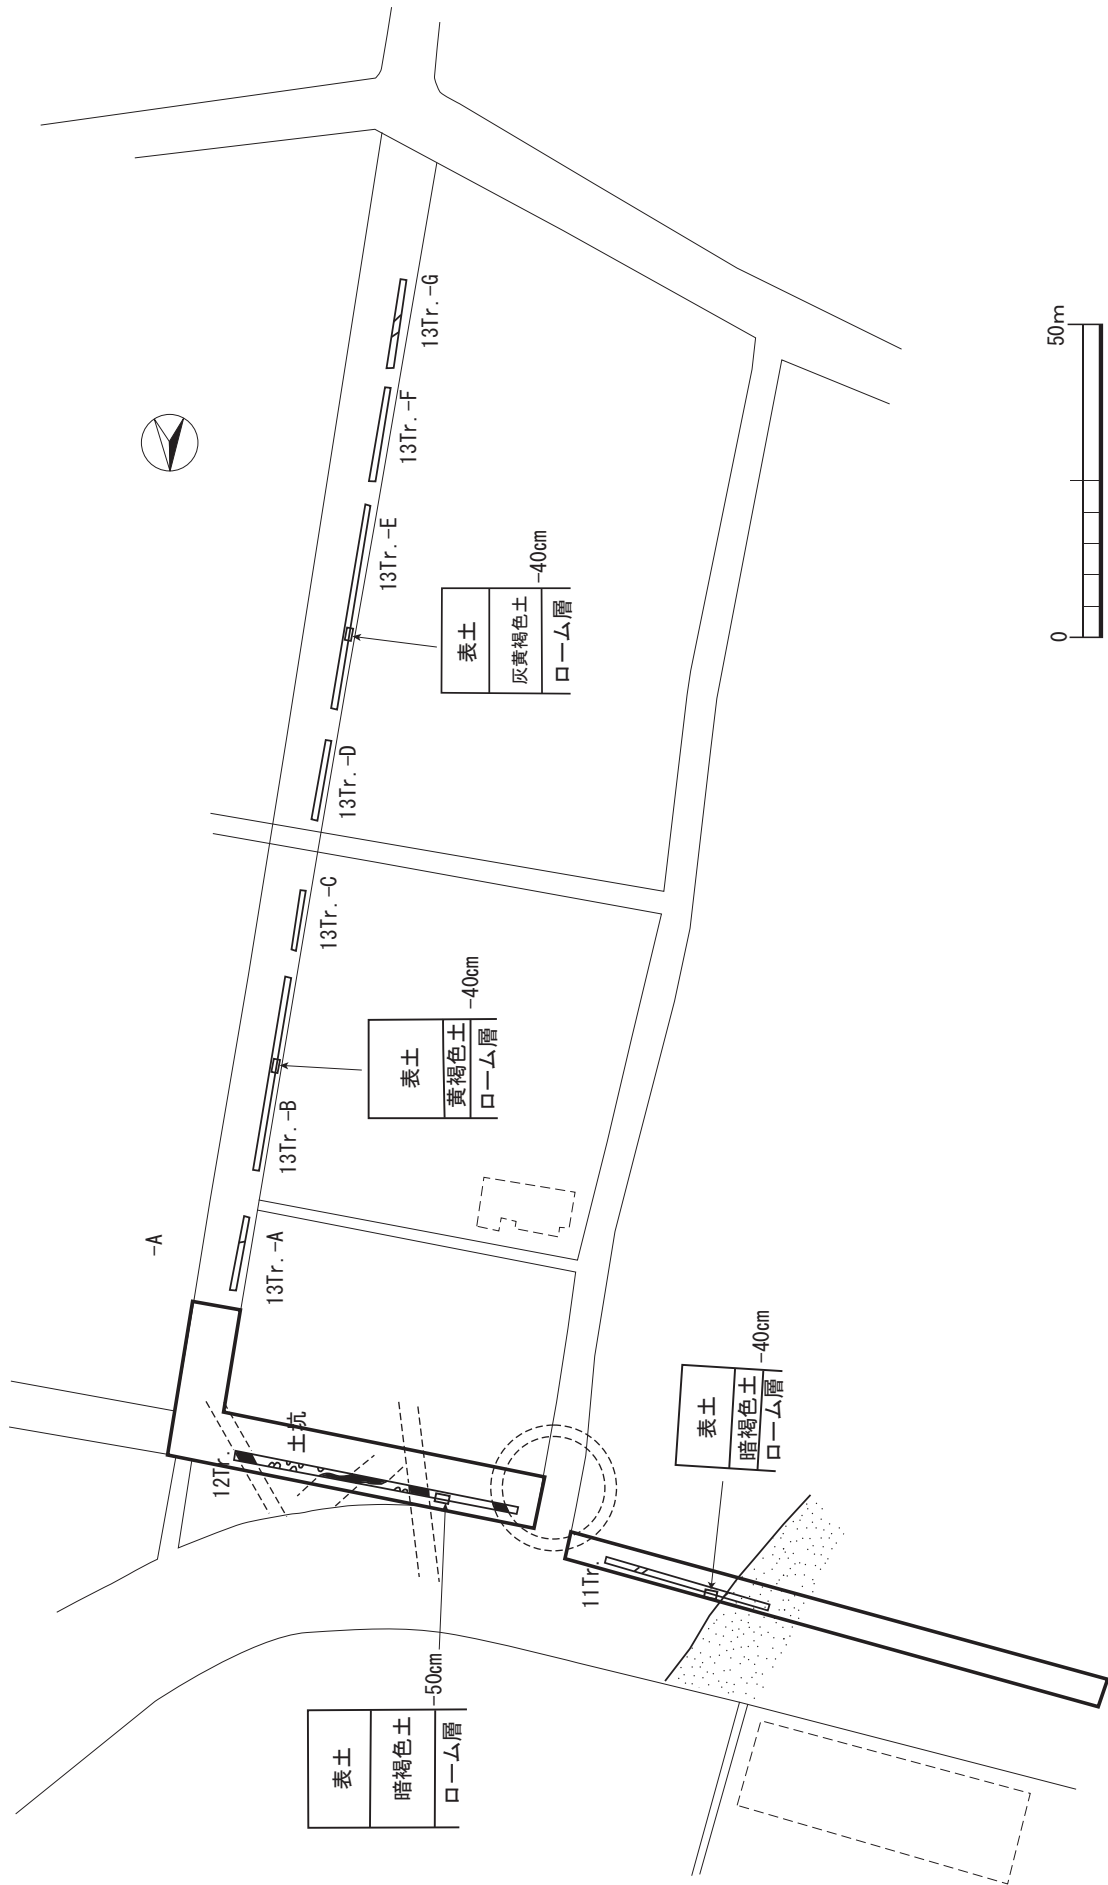 13Tr.-G
13Tr.-F
13Tr.-E
13Tr.-D
13Tr.-C
13Tr.-B
13Tr.-A
-A
12Tr.
土坑
11Tr.
表土
灰黄褐色土
ローム層
-40cm
表土
黄褐色土
ローム層
-40cm
表土
暗褐色土
ローム層
-40cm
表土
暗褐色土
ローム層
-50cm
0
50m